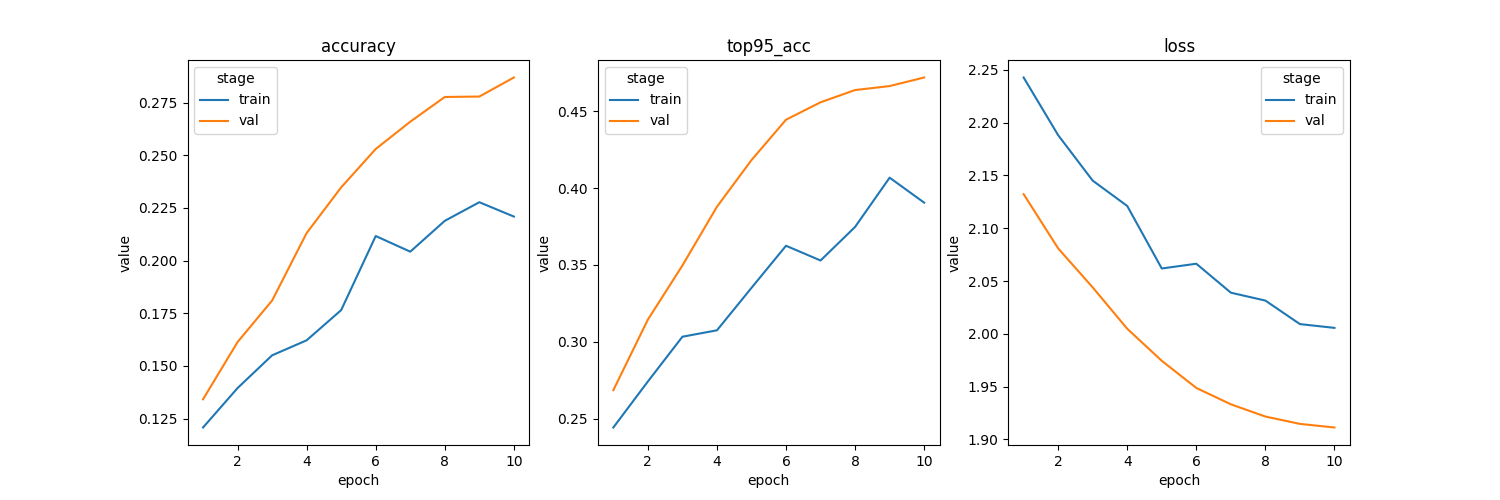 accuracy
stage
train
val
0.275
0.250
0.225
0.200
0.175
0.150
0.125
value
2 4 6 8 10
epoch
top95_acc
stage
train
val
0.45
0.40
0.35
0.30
0.25
value
2 4 6 8 10
epoch
loss
stage
train
val
2.25
2.20
2.15
2.10
2.05
2.00
1.95
1.90
value
2 4 6 8 10
epoch